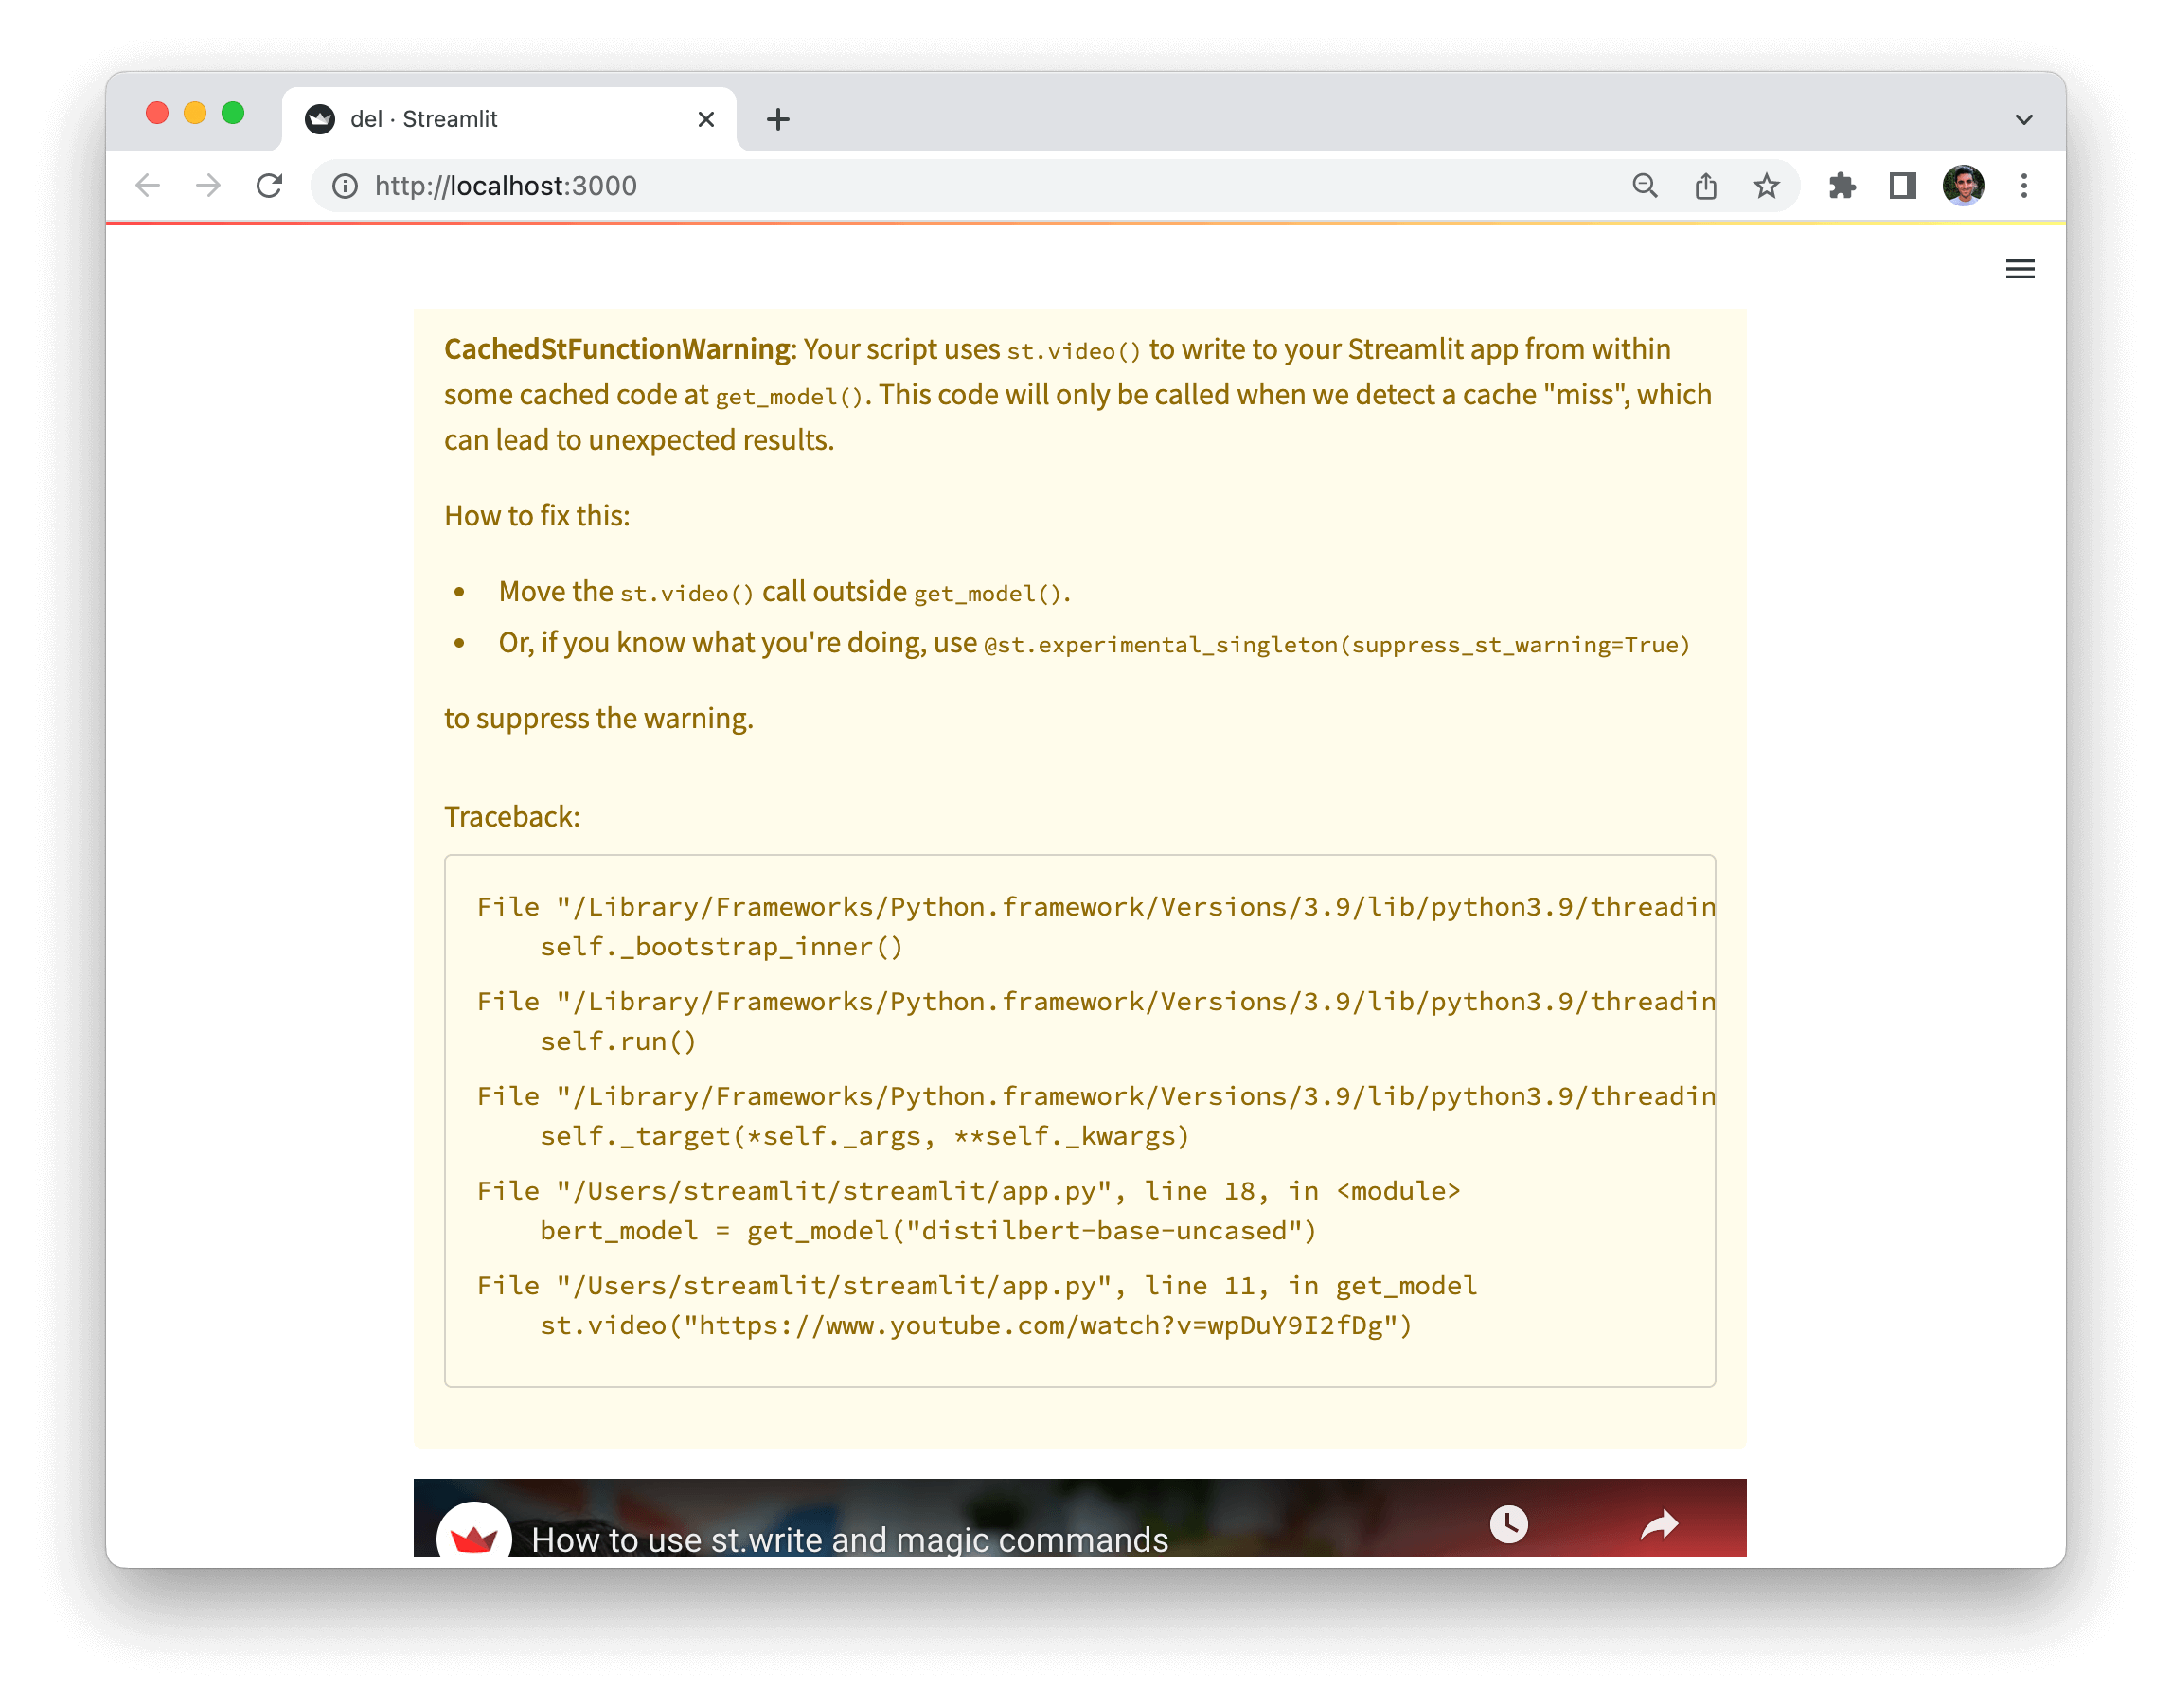 del · Streamlit
http://localhost:3000
CachedStFunctionWarning: Your script uses st.video() to write to your Streamlit app from within
some cached code at get_model(). This code will only be called when we detect a cache "miss", which
can lead to unexpected results.
How to fix this:
• Move the st.video() call outside get_model().
• Or, if you know what you're doing, use @st.experimental_singleton(suppress_st_warning=True)
to suppress the warning.
Traceback:
File "/Library/Frameworks/Python.framework/Versions/3.9/lib/python3.9/threadin
self._bootstrap_inner()
File "/Library/Frameworks/Python.framework/Versions/3.9/lib/python3.9/threadin
self.run()
File "/Library/Frameworks/Python.framework/Versions/3.9/lib/python3.9/threadin
self._target(*self._args, **self._kwargs)
File "/Users/streamlit/streamlit/app.py", line 18, in <module>
bert_model = get_model("distilbert-base-uncased")
File "/Users/streamlit/streamlit/app.py", line 11, in get_model
st.video("https://www.youtube.com/watch?v=wpDuY9I2fDg")
How to use st.write and magic commands